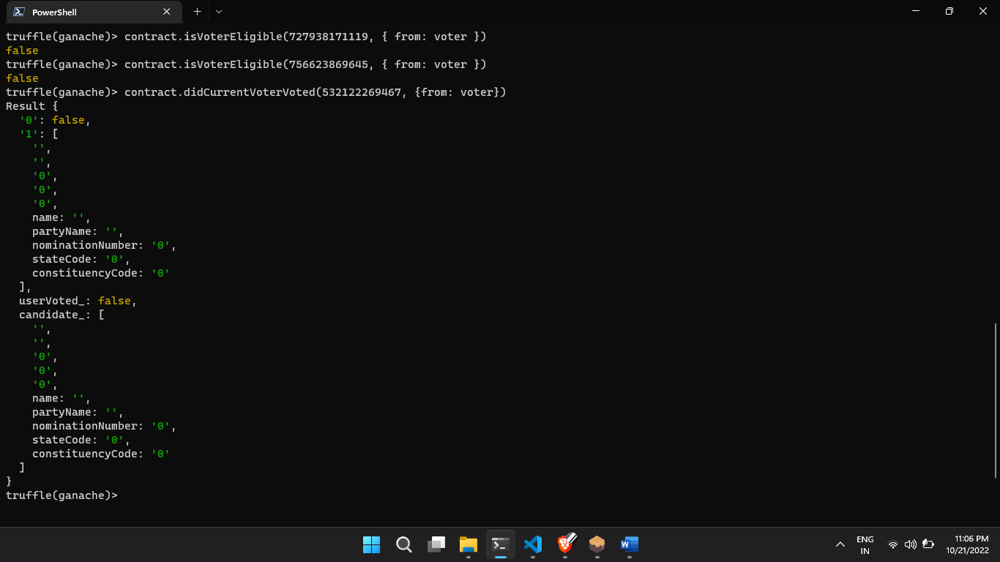 PowerShell
truffle(ganache)> contract.isVoterEligible(727938171119, { from: voter })
false
truffle(ganache)> contract.isVoterEligible(756623869645, { from: voter })
false
truffle(ganache)> contract.didCurrentVoterVoted(532122269467, {from: voter})
Result {
  '0': false,
  '1': [
    '',
    '',
    '0',
    '0',
    '0',
    name: '',
    partyName: '',
    nominationNumber: '0',
    stateCode: '0',
    constituencyCode: '0'
  ],
  userVoted_: false,
  candidate_: [
    '',
    '',
    '0',
    '0',
    '0',
    name: '',
    partyName: '',
    nominationNumber: '0',
    stateCode: '0',
    constituencyCode: '0'
  ]
}
truffle(ganache)>
ENG
IN
11:06 PM
10/21/2022